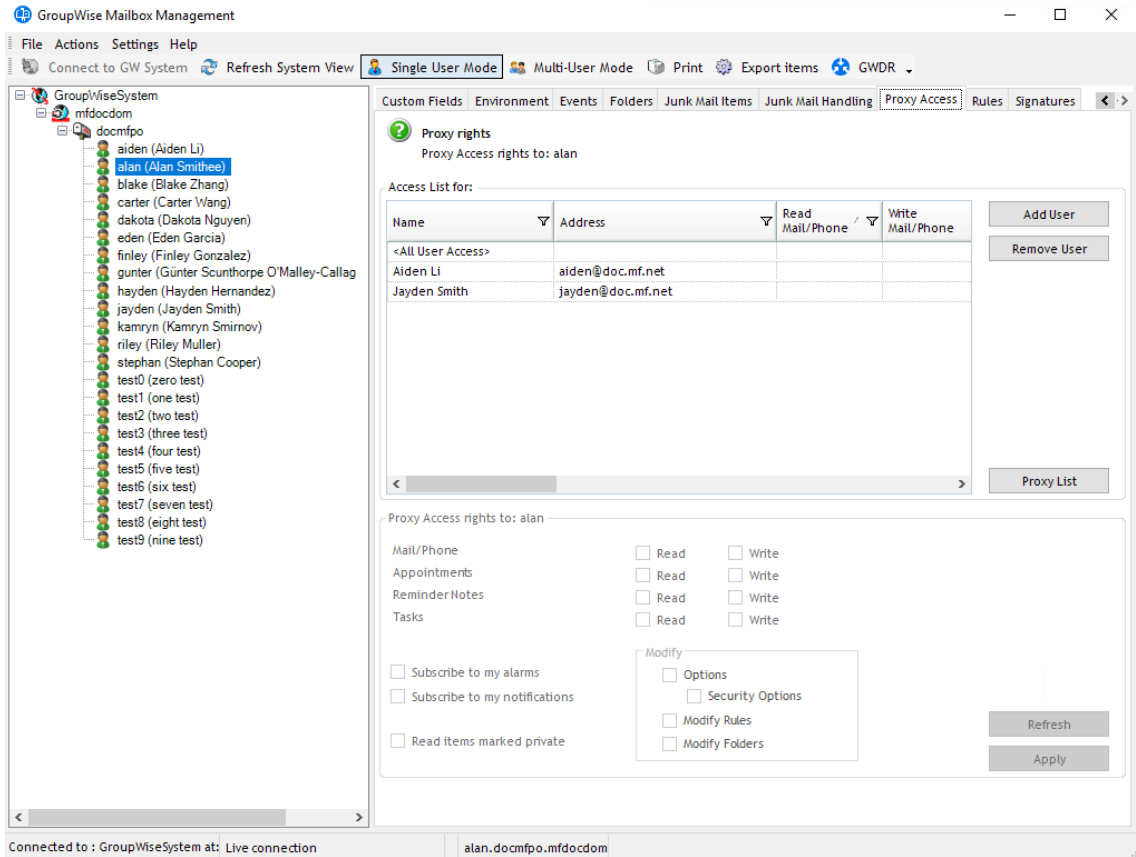 GroupWise Mailbox Management
File Actions Settings Help
Connect to GW System Refresh System View Single User Mode Multi-User Mode Print Export items GWDR
GroupWiseSystem
mfdocdom
docmfpo
aiden (Aiden Li)
alan (Alan Smithee)
blake (Blake Zhang)
carter (Carter Wang)
dakota (Dakota Nguyen)
eden (Eden Garcia)
finley (Finley Gonzalez)
gunter (Günter Scunthorpe O'Malley-Callag
hayden (Hayden Hernandez)
jayden (Jayden Smith)
kamryn (Kamryn Smirnov)
riley (Riley Muller)
stephan (Stephan Cooper)
test0 (zero test)
test1 (one test)
test2 (two test)
test3 (three test)
test4 (four test)
test5 (five test)
test6 (six test)
test7 (seven test)
test8 (eight test)
test9 (nine test)
Custom Fields Environment Events Folders Junk Mail Items Junk Mail Handling Proxy Access Rules Signatures
Proxy rights
Proxy Access rights to: alan
Access List for:
Name Address Read Mail/Phone Write Mail/Phone
<All User Access>
Aiden Li aiden@doc.mf.net
Jayden Smith jayden@doc.mf.net
Add User
Remove User
Proxy List
Proxy Access rights to: alan
Mail/Phone Read Write
Appointments Read Write
Reminder Notes Read Write
Tasks Read Write
Subscribe to my alarms
Subscribe to my notifications
Read items marked private
Modify
Options
Security Options
Modify Rules
Modify Folders
Refresh
Apply
Connected to : GroupWiseSystem at: Live connection alan.docmfpo.mfdocdom